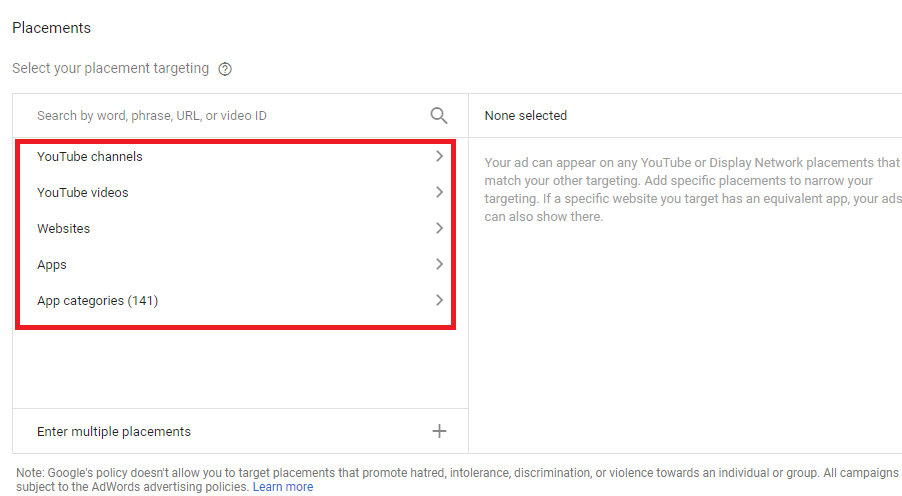 Placements
Select your placement targeting
Search by word, phrase, URL, or video ID
YouTube channels
YouTube videos
Websites
Apps
App categories (141)
Enter multiple placements
None selected
Your ad can appear on any YouTube or Display Network placements that
match your other targeting. Add specific placements to narrow your
targeting. If a specific website you target has an equivalent app, your ads
can also show there.
Note: Google's policy doesn't allow you to target placements that promote hatred, intolerance, discrimination, or violence towards an individual or group. All campaigns
subject to the AdWords advertising policies. Learn more